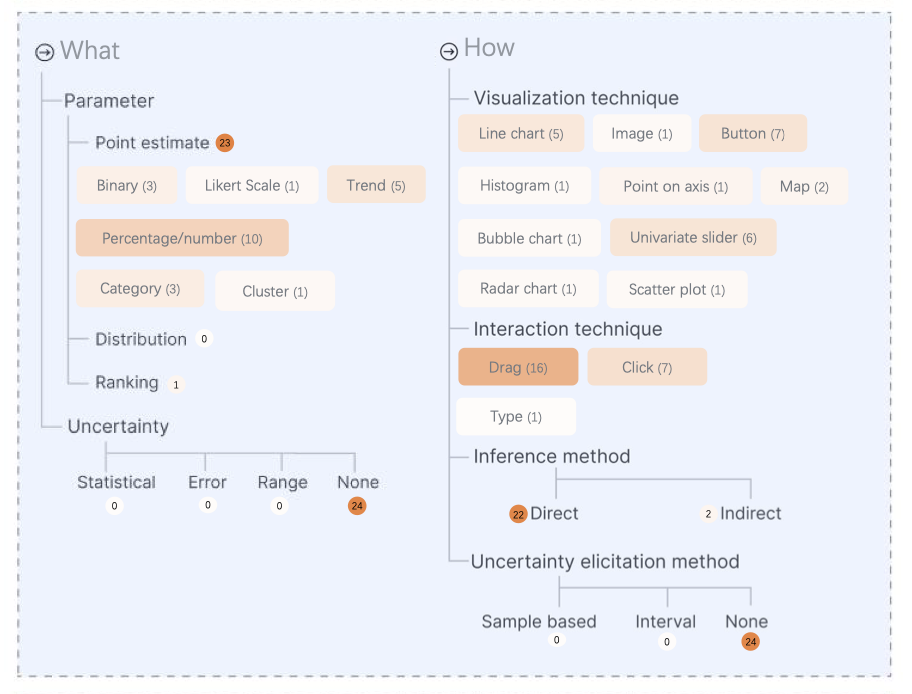 What
Parameter
Point estimate 23
Binary (3) Likert Scale (1) Trend (5)
Percentage/number (10)
Category (3) Cluster (1)
Distribution 0
Ranking 1
Uncertainty
Statistical Error Range None
0 0 0 24
How
Visualization technique
Line chart (5) Image (1) Button (7)
Histogram (1) Point on axis (1) Map (2)
Bubble chart (1) Univariate slider (6)
Radar chart (1) Scatter plot (1)
Interaction technique
Drag (16) Click (7)
Type (1)
Inference method
22 Direct 2 Indirect
Uncertainty elicitation method
Sample based Interval None
0 0 24